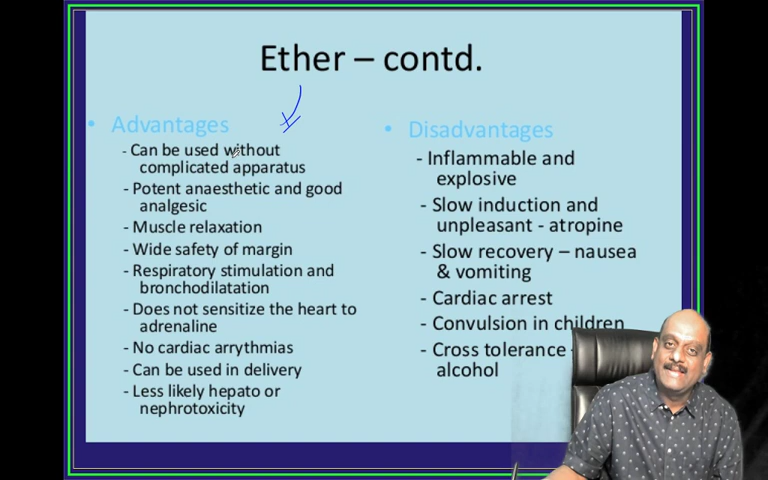 Ether – contd.
• Advantages
- Can be used without
complicated apparatus
- Potent anaesthetic and good
analgesic
- Muscle relaxation
- Wide safety of margin
- Respiratory stimulation and
bronchodilatation
- Does not sensitize the heart to
adrenaline
- No cardiac arrythmias
- Can be used in delivery
- Less likely hepato or
nephrotoxicity
• Disadvantages
- Inflammable and
explosive
- Slow induction and
unpleasant - atropine
- Slow recovery – nausea
& vomiting
- Cardiac arrest
- Convulsion in children
- Cross tolerance -
alcohol